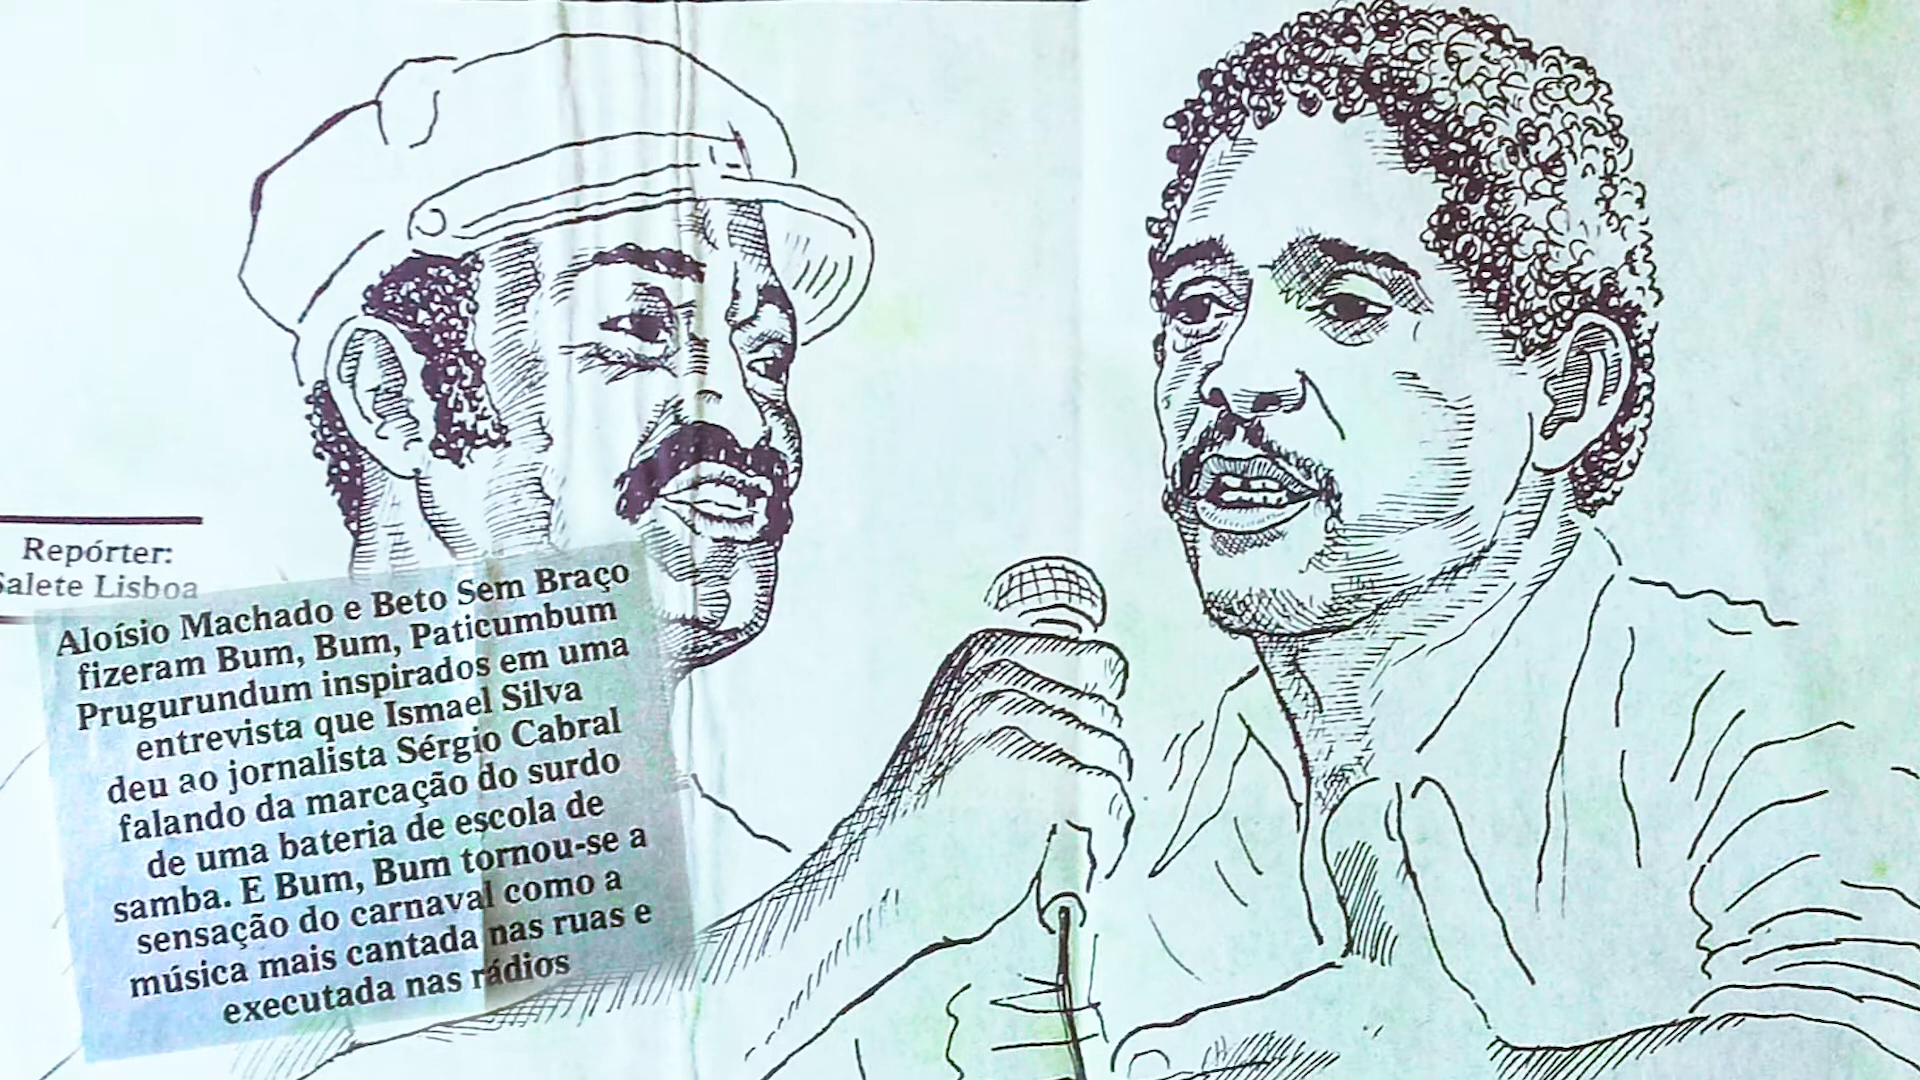 Repórter:
Salete Lisboa
Aloísio Machado e Beto Sem Braço
fizeram Bum, Bum, Paticumbum
Prugurundum inspirados em uma
entrevista que Ismael Silva
deu ao jornalista Sérgio Cabral
falando da marcação do surdo
de uma bateria de escola de
samba. E Bum, Bum tornou-se a
sensação do carnaval como a
música mais cantada nas ruas e
executada nas rádios